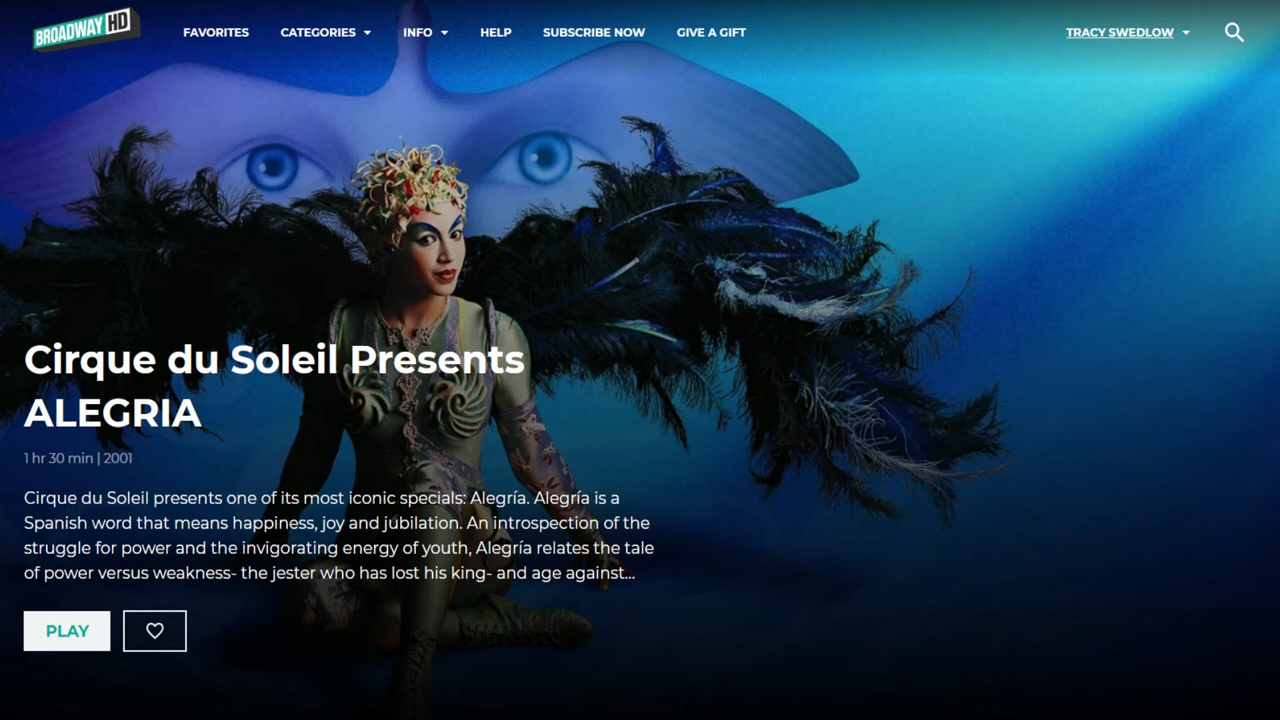 BROADWAY HD
FAVORITES
CATEGORIES
INFO
HELP
SUBSCRIBE NOW
GIVE A GIFT
TRACY SWEDLOW
Cirque du Soleil Presents
ALEGRIA
1 hr 30 min | 2001
Cirque du Soleil presents one of its most iconic specials: Alegría. Alegría is a
Spanish word that means happiness, joy and jubilation. An introspection of the
struggle for power and the invigorating energy of youth, Alegría relates the tale
of power versus weakness- the jester who has lost his king- and age against...
PLAY